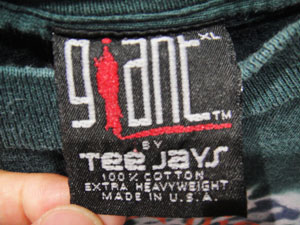 giant XL
TM
BY
Tee Jays
100% COTTON
EXTRA HEAVYWEIGHT
MADE IN U.S.A.